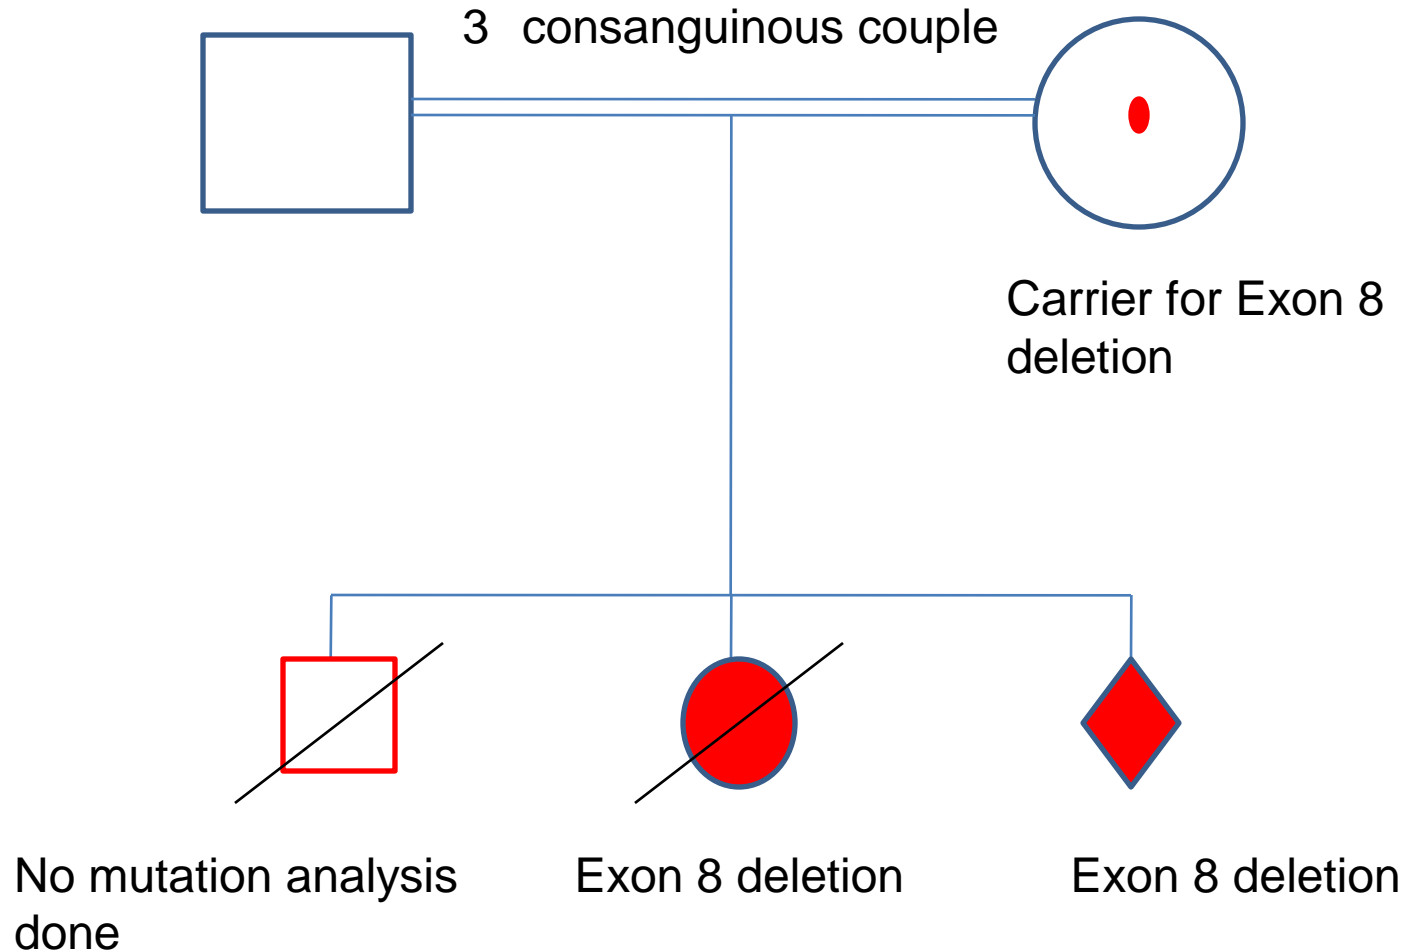 3 consanguinous couple
Carrier for Exon 8
deletion
No mutation analysis
done
Exon 8 deletion
Exon 8 deletion